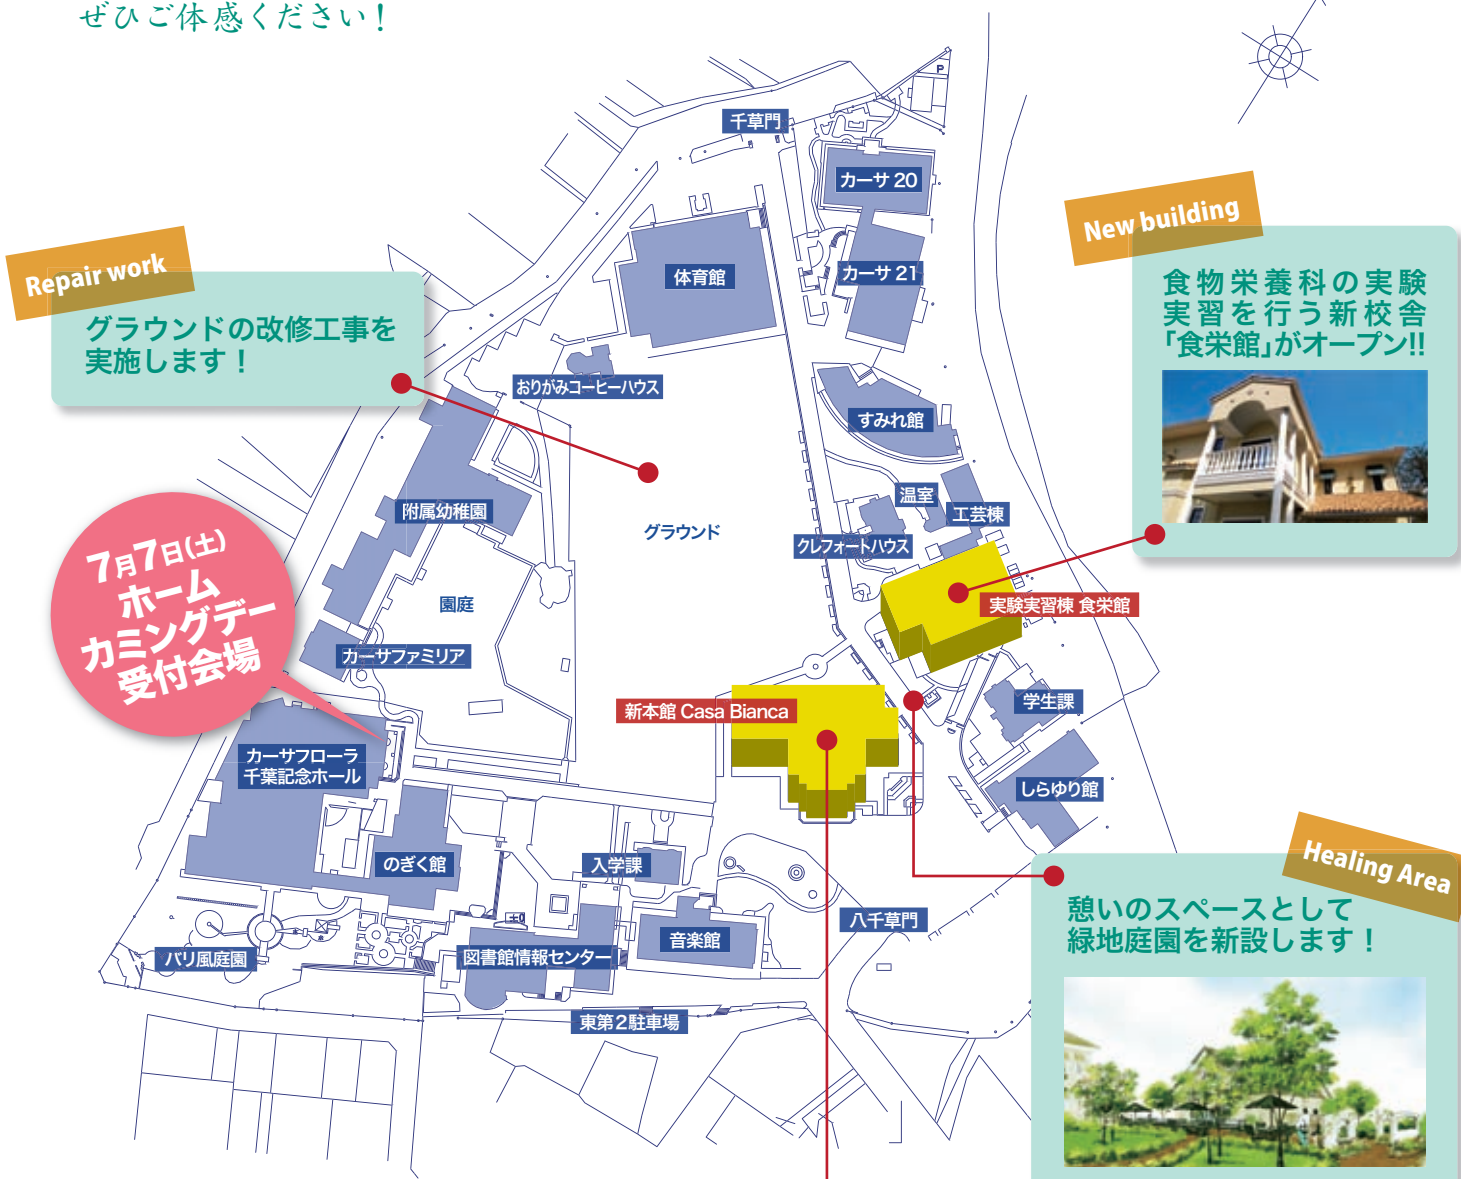 ぜひご体感ください！
千草門
P
カーサ 20
New building
食物栄養科の実験
実習を行う新校舎
「食栄館」がオープン!!
Repair work
グラウンドの改修工事を
実施します！
体育館
カーサ 21
おりがみコーヒーハウス
すみれ館
附属幼稚園
温室
工芸棟
グラウンド
クレフォートハウス
7月7日(土)
ホーム
カミングデー
受付会場
園庭
実験実習棟 食栄館
カーサファミリア
学生課
新本館 Casa Bianca
カーサフローラ
千葉記念ホール
しらゆり館
のぎく館
入学課
Healing Area
憩いのスペースとして
緑地庭園を新設します！
八千草門
音楽館
バリ風庭園
図書館情報センター
東第2駐車場